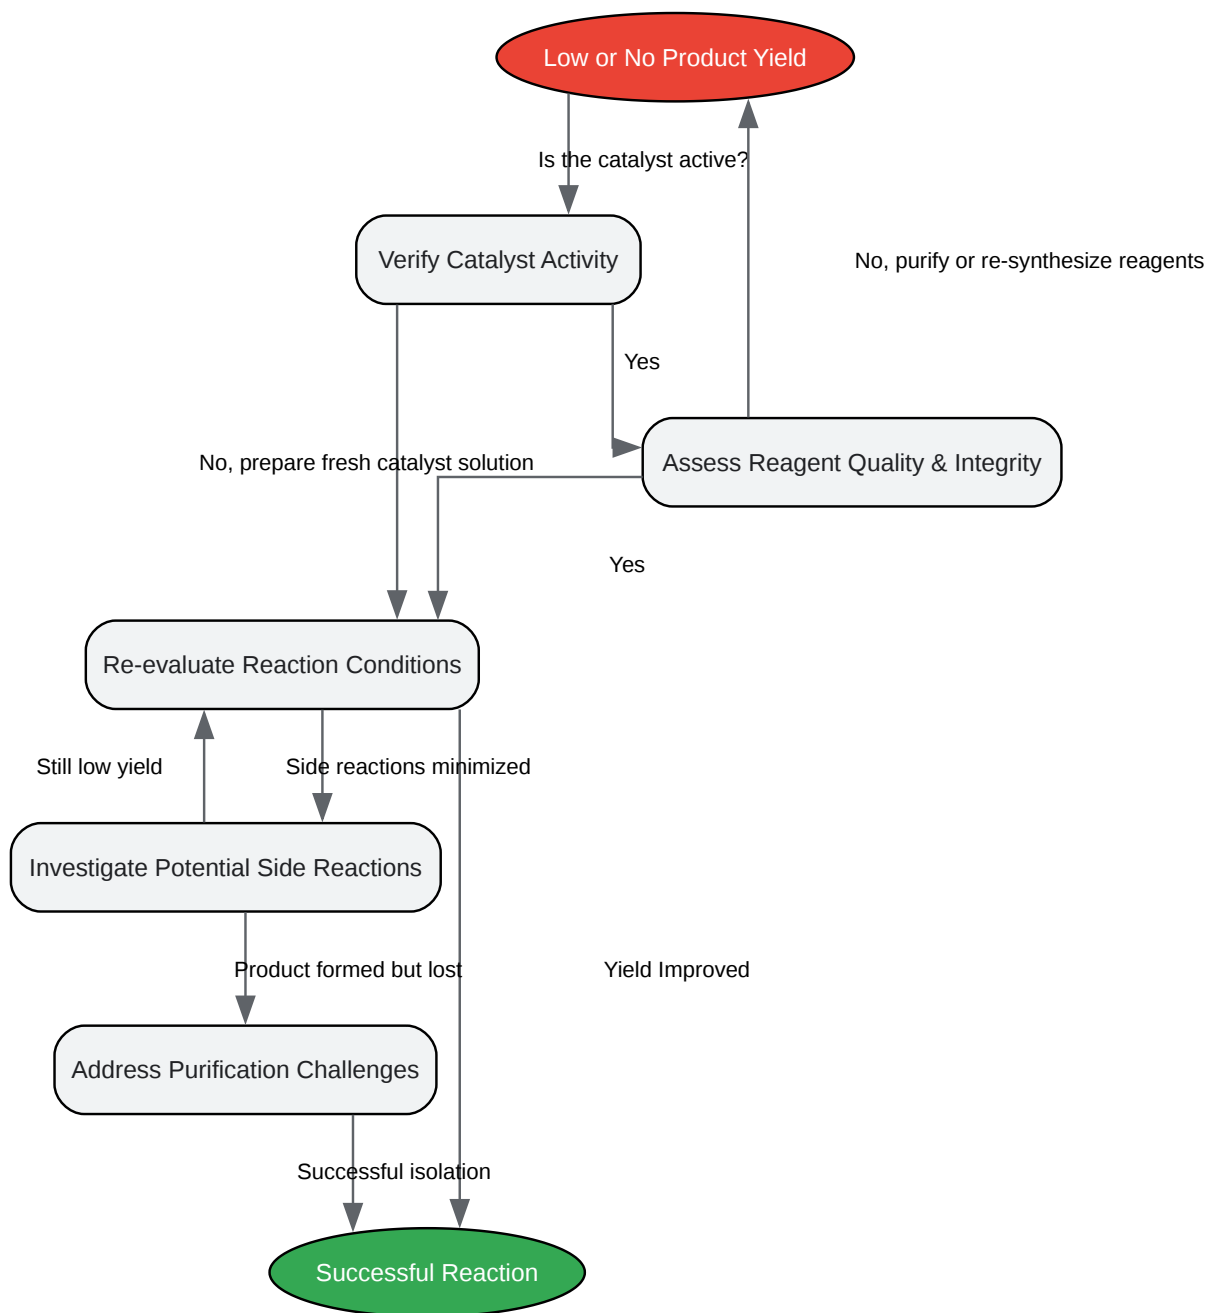 Low or No Product Yield
Is the catalyst active?
Verify Catalyst Activity
No, purify or re-synthesize reagents
Yes
No, prepare fresh catalyst solution
Assess Reagent Quality & Integrity
Yes
Re-evaluate Reaction Conditions
Still low yield
Side reactions minimized
Investigate Potential Side Reactions
Product formed but lost
Yield Improved
Address Purification Challenges
Successful isolation
Successful Reaction